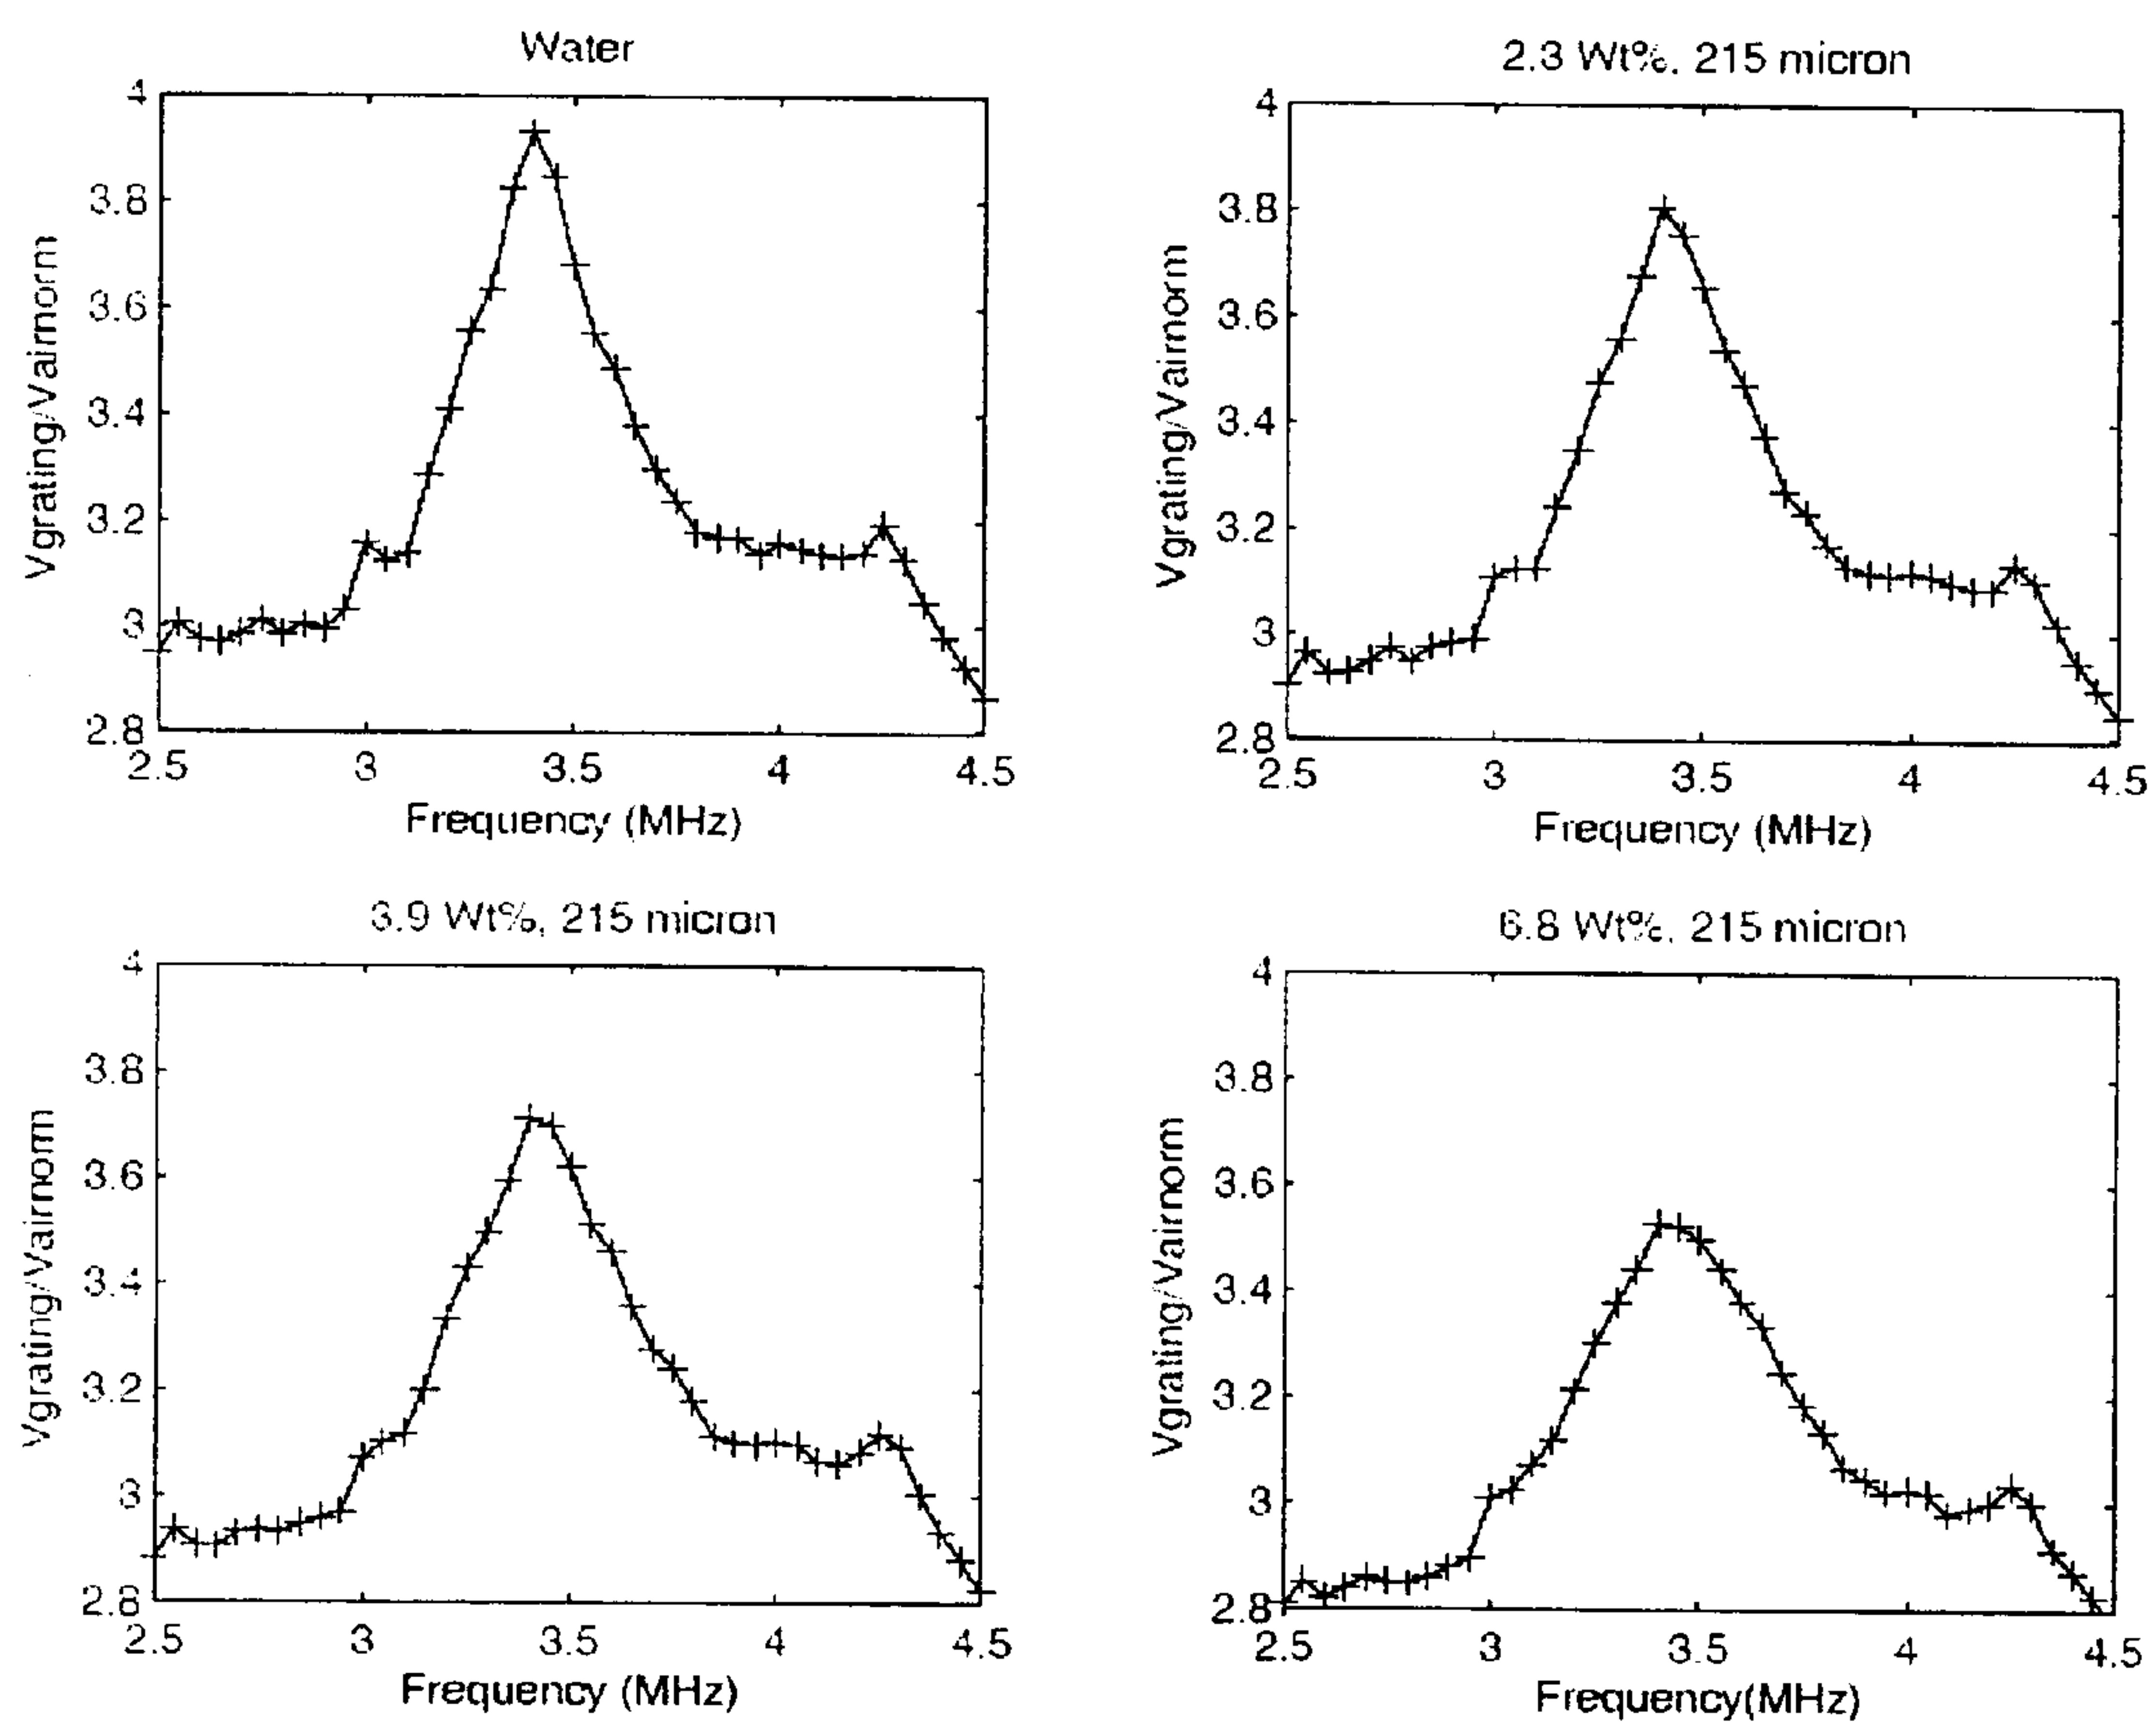 Water
4
3.8
3.6
3.4
3.2
3
2.8
2.5 3 3.5 4 4.5
Vgrating/Vairnorm
Frequency (MHz)
2.3 Wt%, 215 micron
4
3.8
3.6
3.4
3.2
3
2.8
2.5 3 3.5 4 4.5
Vgrating/Vairnorm
Frequency (MHz)
3.9 Wt%, 215 micron
4
3.8
3.6
3.4
3.2
3
2.8
2.5 3 3.5 4 4.5
Vgrating/Vairnom
Frequency (MHz)
6.8 Wt%, 215 micron
4
3.8
3.6
3.4
3.2
3
2.8
2.5 3 3.5 4 4.5
Vgrating/Vairnorm
Frequency(MHz)